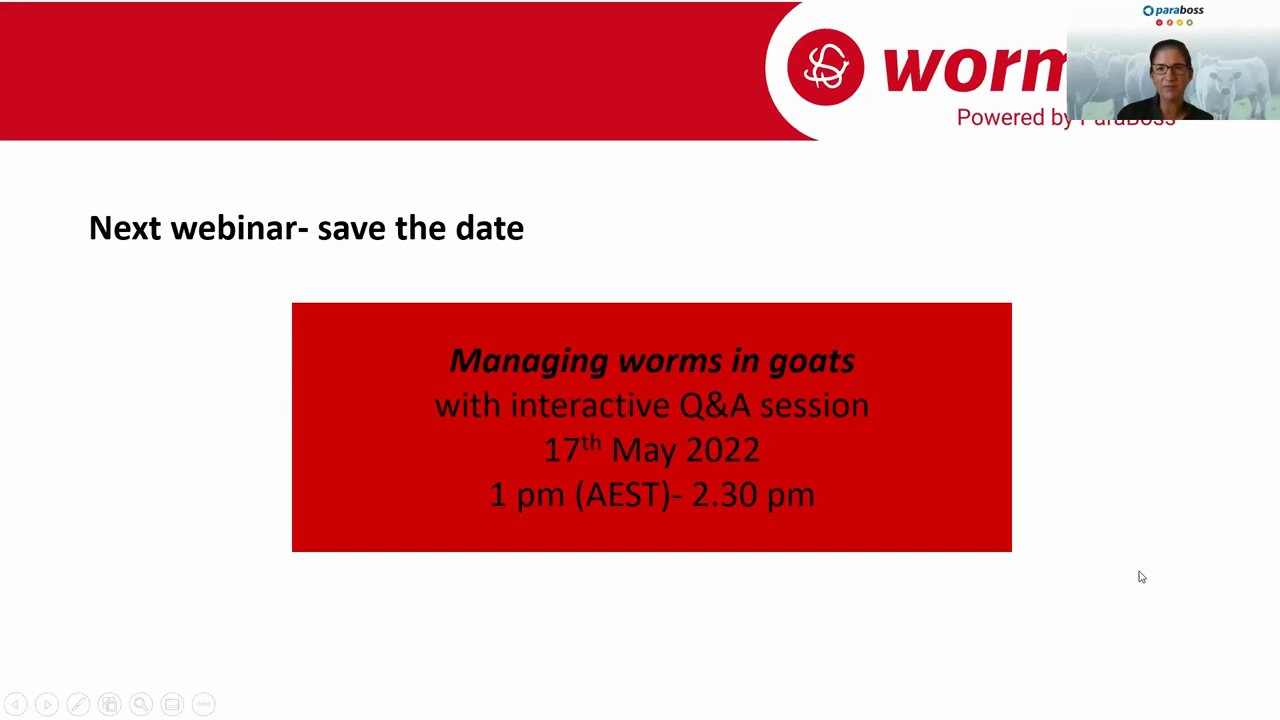 paraboss
worm
Powered by ParaBoss
Next webinar- save the date
Managing worms in goats
with interactive Q&A session
17th May 2022
1 pm (AEST)- 2.30 pm